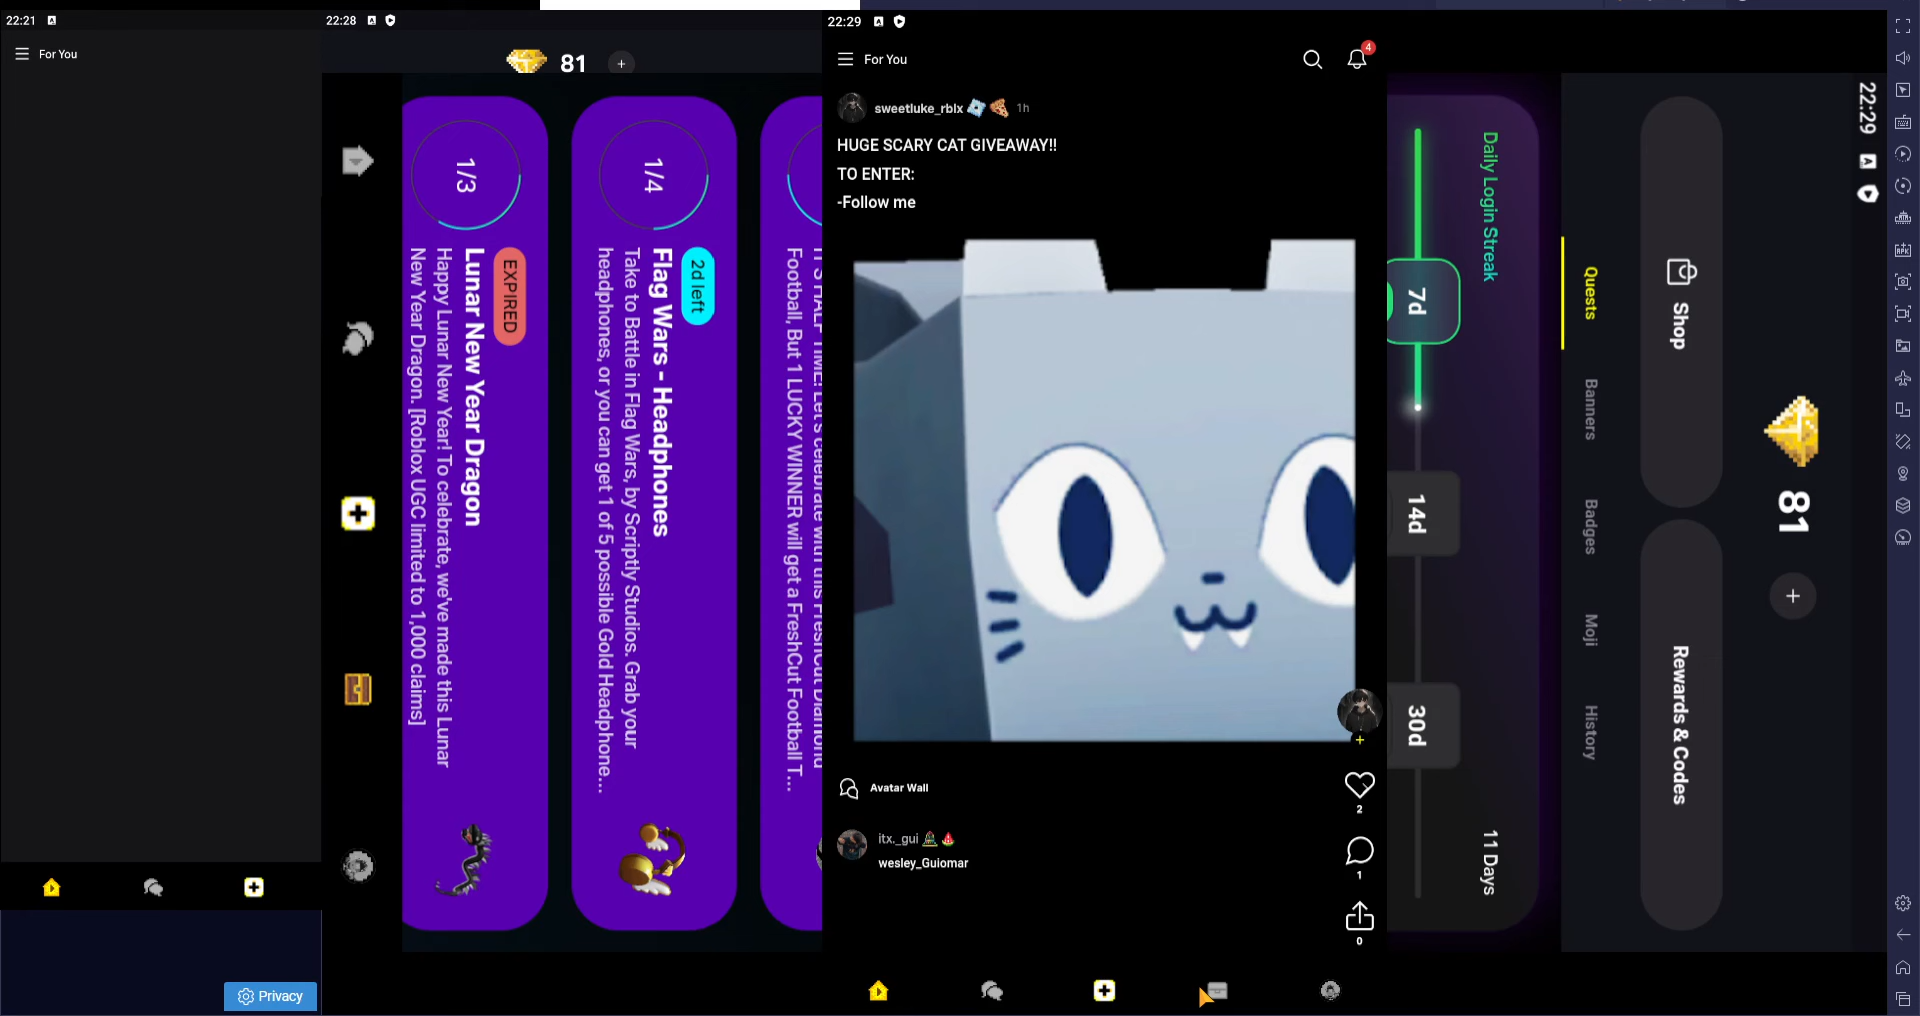 22:21
For You
Privacy
22:28
81
1/3
EXPIRED
Lunar New Year Dragon
Happy Lunar New Year! To celebrate, we've made this Lunar
New Year Dragon. [Roblox UGC limited to 1,000 claims]
1/4
2d left
Flag Wars - Headphones
Take to Battle in Flag Wars, by Scriptly Studios. Grab your
headphones, or you can get 1 of 5 possible Gold Headphone...
Football, But 1 LUCKY WINNER will get a FreshCut Football T...
22:29
For You
4
sweetluke_rblx 1h
HUGE SCARY CAT GIVEAWAY!!
TO ENTER:
-Follow me
Avatar Wall
2
itx._gui
wesley_Guiomar
1
0
22:29
81
Shop
Rewards & Codes
Quests
Banners
Badges
Moji
History
Daily Login Streak
11 Days
7d
14d
30d